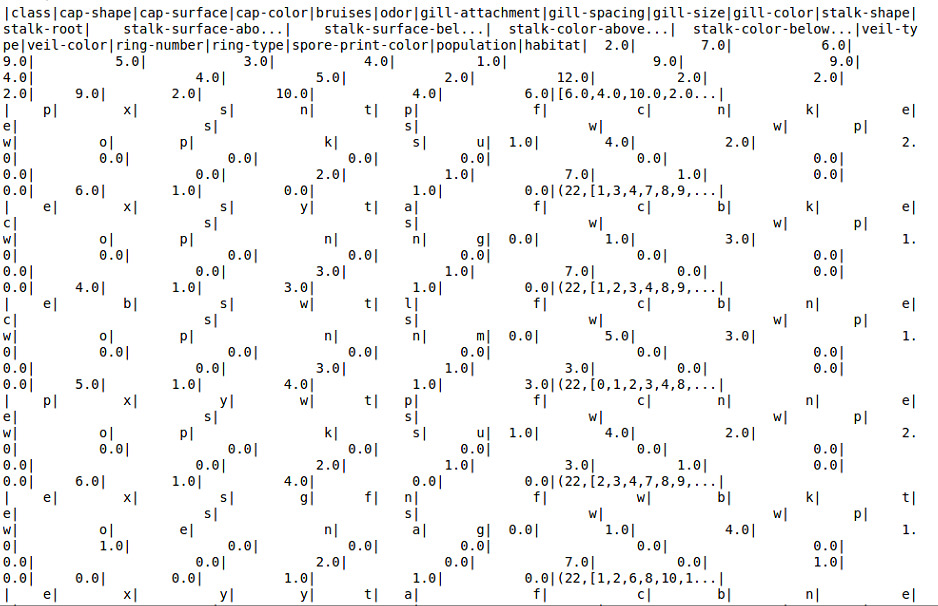 |class|cap-shape|cap-surface|cap-color|bruises|odor|gill-attachment|gill-spacing|gill-size|gill-color|stalk-shape|
stalk-root| stalk-surface-abo...| stalk-surface-bel...| stalk-color-above...| stalk-color-below...|veil-ty
pe|veil-color|ring-number|ring-type|spore-print-color|population|habitat| 2.0| 7.0| 6.0|
9.0| 5.0| 3.0| 4.0| 1.0| 9.0| 9.0|
4.0| 4.0| 5.0| 2.0| 12.0| 2.0| 2.0|
2.0| 9.0| 2.0| 10.0| 4.0| 6.0|[6.0,4.0,10.0,2.0...|
| p| x| s| n| t| p| f| c| n| k| e|
e| s| s| w| w| p|
w| o| p| k| s| u| 1.0| 4.0| 2.0| 2.
0| 0.0| 0.0| 0.0| 0.0| 0.0| 0.0|
0.0| 0.0| 2.0| 1.0| 7.0| 1.0| 0.0|
0.0| 6.0| 1.0| 0.0| 1.0| 0.0|(22,[1,3,4,7,8,9,...|
| e| x| s| y| t| a| f| c| b| k| e|
c| s| s| w| w| p|
w| o| p| n| n| g| 0.0| 1.0| 3.0| 1.
0| 0.0| 0.0| 0.0| 0.0| 0.0| 0.0|
0.0| 0.0| 3.0| 1.0| 7.0| 0.0| 0.0|
0.0| 4.0| 1.0| 3.0| 1.0| 0.0|(22,[1,2,3,4,8,9,...|
| e| b| s| w| t| l| f| c| b| n| e|
c| s| s| w| w| p|
w| o| p| n| n| m| 0.0| 5.0| 3.0| 1.
0| 0.0| 0.0| 0.0| 0.0| 0.0| 0.0|
0.0| 0.0| 3.0| 1.0| 3.0| 0.0| 0.0|
0.0| 5.0| 1.0| 4.0| 1.0| 3.0|(22,[0,1,2,3,4,8,...|
| p| x| y| w| t| p| f| c| n| n| e|
e| s| s| w| w| p|
w| o| p| k| s| u| 1.0| 4.0| 2.0| 2.
0| 0.0| 0.0| 0.0| 0.0| 0.0| 0.0|
0.0| 0.0| 2.0| 1.0| 3.0| 1.0| 0.0|
0.0| 6.0| 1.0| 4.0| 0.0| 0.0|(22,[2,3,4,7,8,9,...|
| e| x| s| g| f| n| f| w| b| k| t|
e| s| s| w| w| p|
w| o| e| n| a| g| 0.0| 1.0| 4.0| 1.
0| 1.0| 0.0| 0.0| 0.0| 0.0| 0.0|
0.0| 0.0| 2.0| 0.0| 7.0| 0.0| 1.0|
0.0| 0.0| 0.0| 1.0| 1.0| 0.0|(22,[1,2,6,8,10,1...|
| e| x| y| y| t| a| f| c| b| n| e|